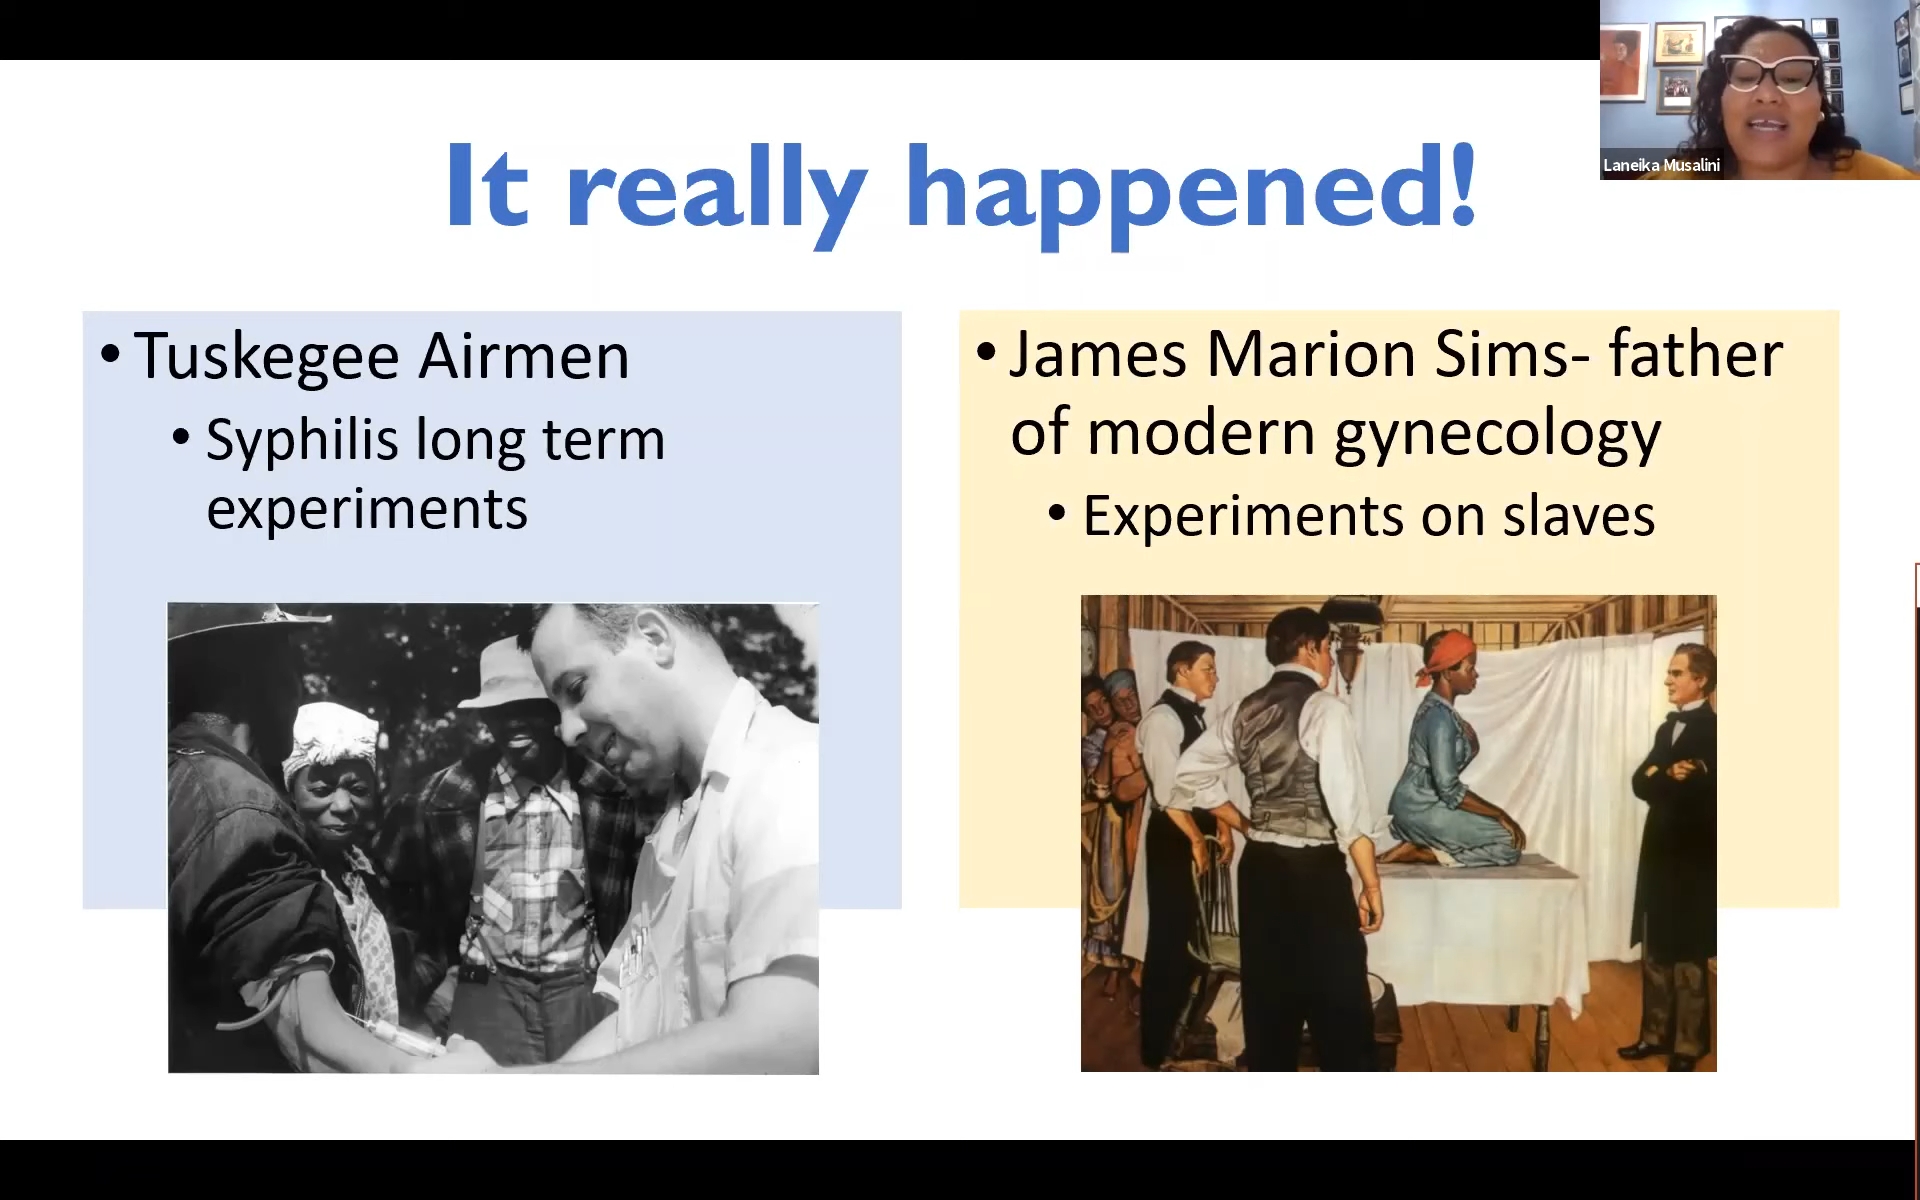 It really happened!
Laneika Musalini
• Tuskegee Airmen
• Syphilis long term
experiments
• James Marion Sims- father
of modern gynecology
• Experiments on slaves